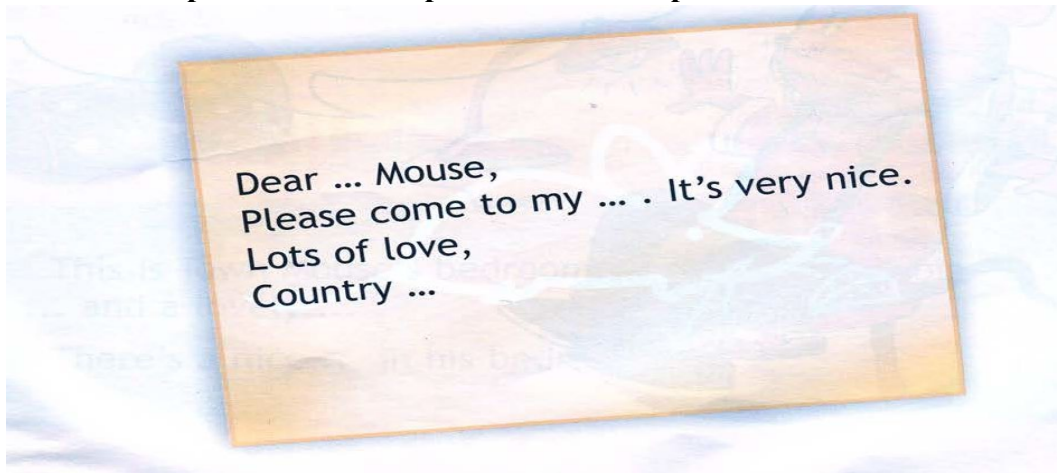 Dear ... Mouse,
Please come to my ... . It's very nice.
Lots of love,
Country ...